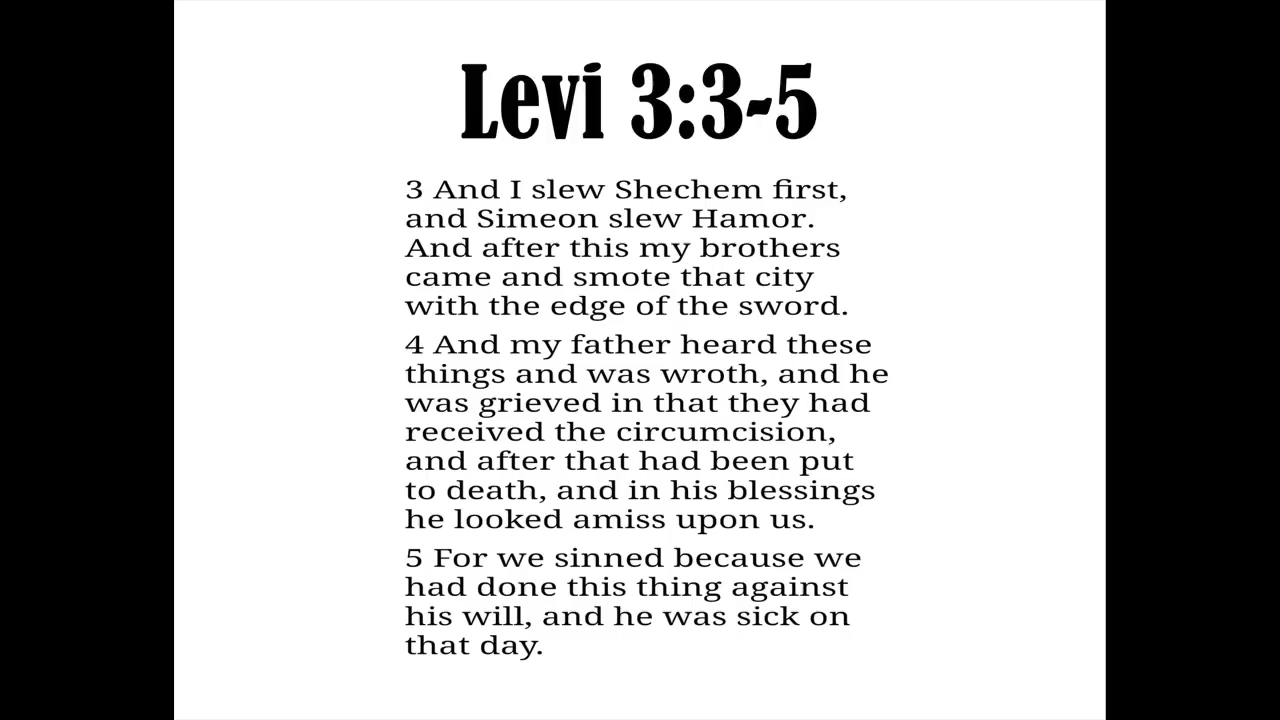 Levi 3:3-5
3 And I slew Shechem first,
and Simeon slew Hamor.
And after this my brothers
came and smote that city
with the edge of the sword.
4 And my father heard these
things and was wroth, and he
was grieved in that they had
received the circumcision,
and after that had been put
to death, and in his blessings
he looked amiss upon us.
5 For we sinned because we
had done this thing against
his will, and he was sick on
that day.